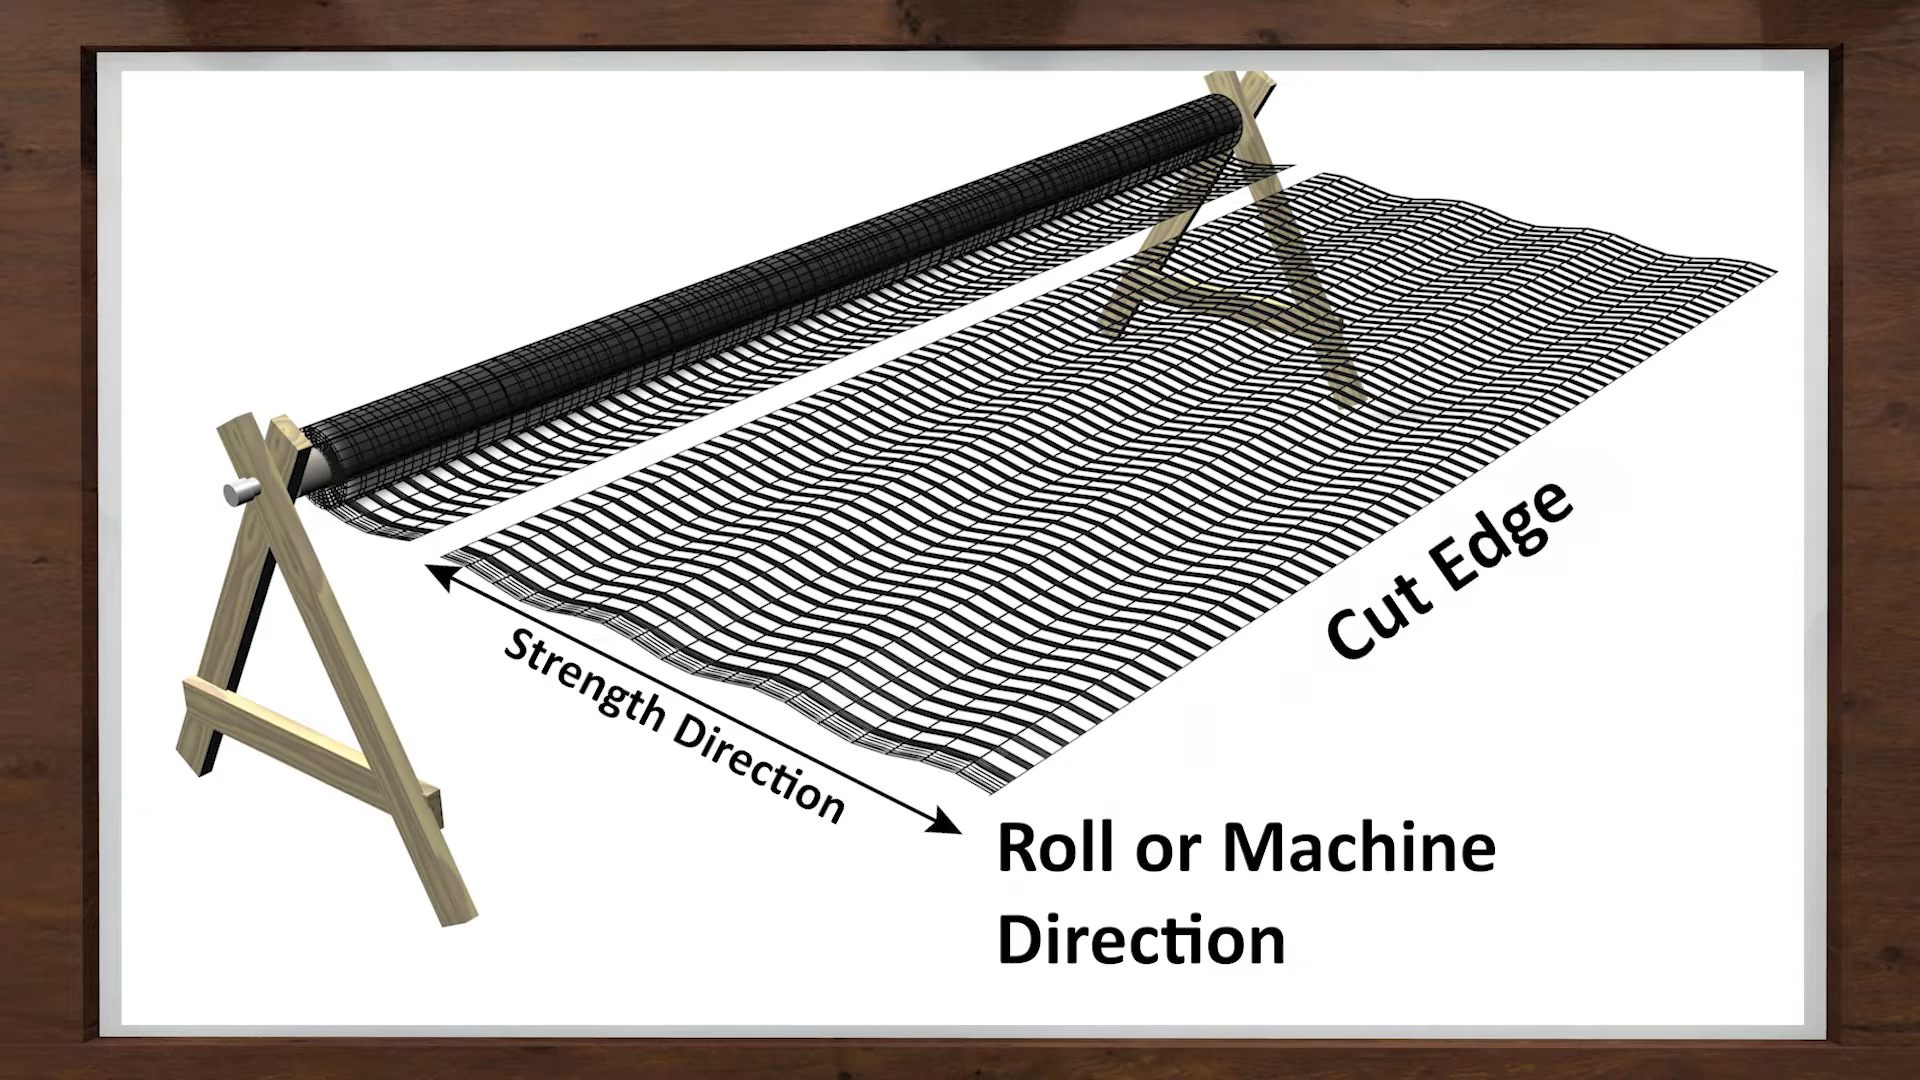 Cut Edge
Strength Direction
Roll or Machine
Direction